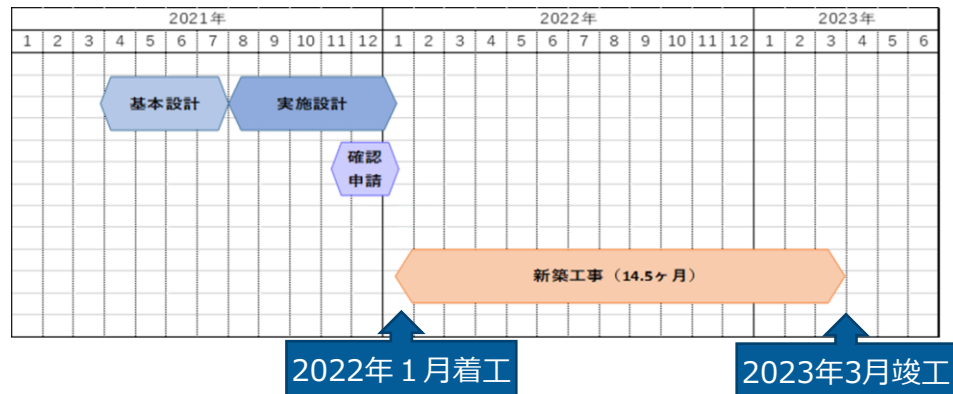 2021年 2022年 2023年
1 2 3 4 5 6 7 8 9 10 11 12 1 2 3 4 5 6 7 8 9 10 11 12 1 2 3 4 5 6
基本設計 実施設計
確認
申請
新築工事（14.5ヶ月）
2022年１月着工 2023年3月竣工